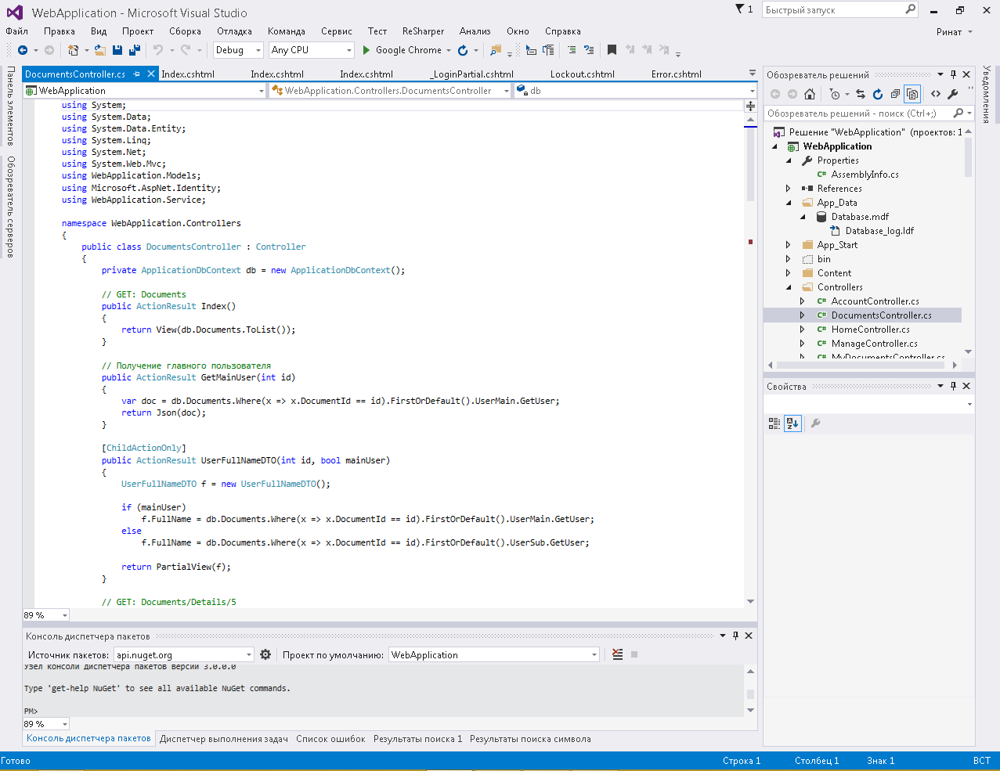 WebApplication - Microsoft Visual Studio
1
Быстрый запуск
Файл Правка Вид Проект Сборка Отладка Команда Сервис Тест ReSharper Анализ Окно Справка
Ринат
Debug Any CPU Google Chrome
Панель элементов
Обозреватель серверов
DocumentsController.cs Index.cshtml Index.cshtml Index.cshtml _LoginPartial.cshtml Lockout.cshtml Error.cshtml
WebApplication WebApplication.Controllers.DocumentsController db
using System;
using System.Data;
using System.Data.Entity;
using System.Linq;
using System.Net;
using System.Web.Mvc;
using WebApplication.Models;
using Microsoft.AspNet.Identity;
using WebApplication.Service;
namespace WebApplication.Controllers
{
public class DocumentsController : Controller
{
private ApplicationDbContext db = new ApplicationDbContext();
// GET: Documents
public ActionResult Index()
{
return View(db.Documents.ToList());
}
// Получение главного пользователя
public ActionResult GetMainUser(int id)
{
var doc = db.Documents.Where(x => x.DocumentId == id).FirstOrDefault().UserMain.GetUser;
return Json(doc);
}
[ChildActionOnly]
public ActionResult UserFullNameDTO(int id, bool mainUser)
{
UserFullNameDTO f = new UserFullNameDTO();
if (mainUser)
f.FullName = db.Documents.Where(x => x.DocumentId == id).FirstOrDefault().UserMain.GetUser;
else
f.FullName = db.Documents.Where(x => x.DocumentId == id).FirstOrDefault().UserSub.GetUser;
return PartialView(f);
}
// GET: Documents/Details/5
89 %
Консоль диспетчера пакетов
Источник пакетов: api.nuget.org Проект по умолчанию: WebApplication
Узел консоли диспетчера пакетов версии 3.0.0.0
Type 'get-help NuGet' to see all available NuGet commands.
PM>
89 %
Консоль диспетчера пакетов Диспетчер выполнения задач Список ошибок Результаты поиска 1 Результаты поиска символа
Обозреватель решений
Обозреватель решений - поиск (Ctrl+;)
Решение "WebApplication" (проектов: 1
WebApplication
Properties
C# AssemblyInfo.cs
References
App_Data
Database.mdf
Database_log.ldf
App_Start
bin
Content
Controllers
C# AccountController.cs
C# DocumentsController.cs
C# HomeController.cs
C# ManageController.cs
C# MyDocumentsController.cs
Свойства
Уведомления
Готово Строка 1 Столбец 1 Знак 1 ВСТ